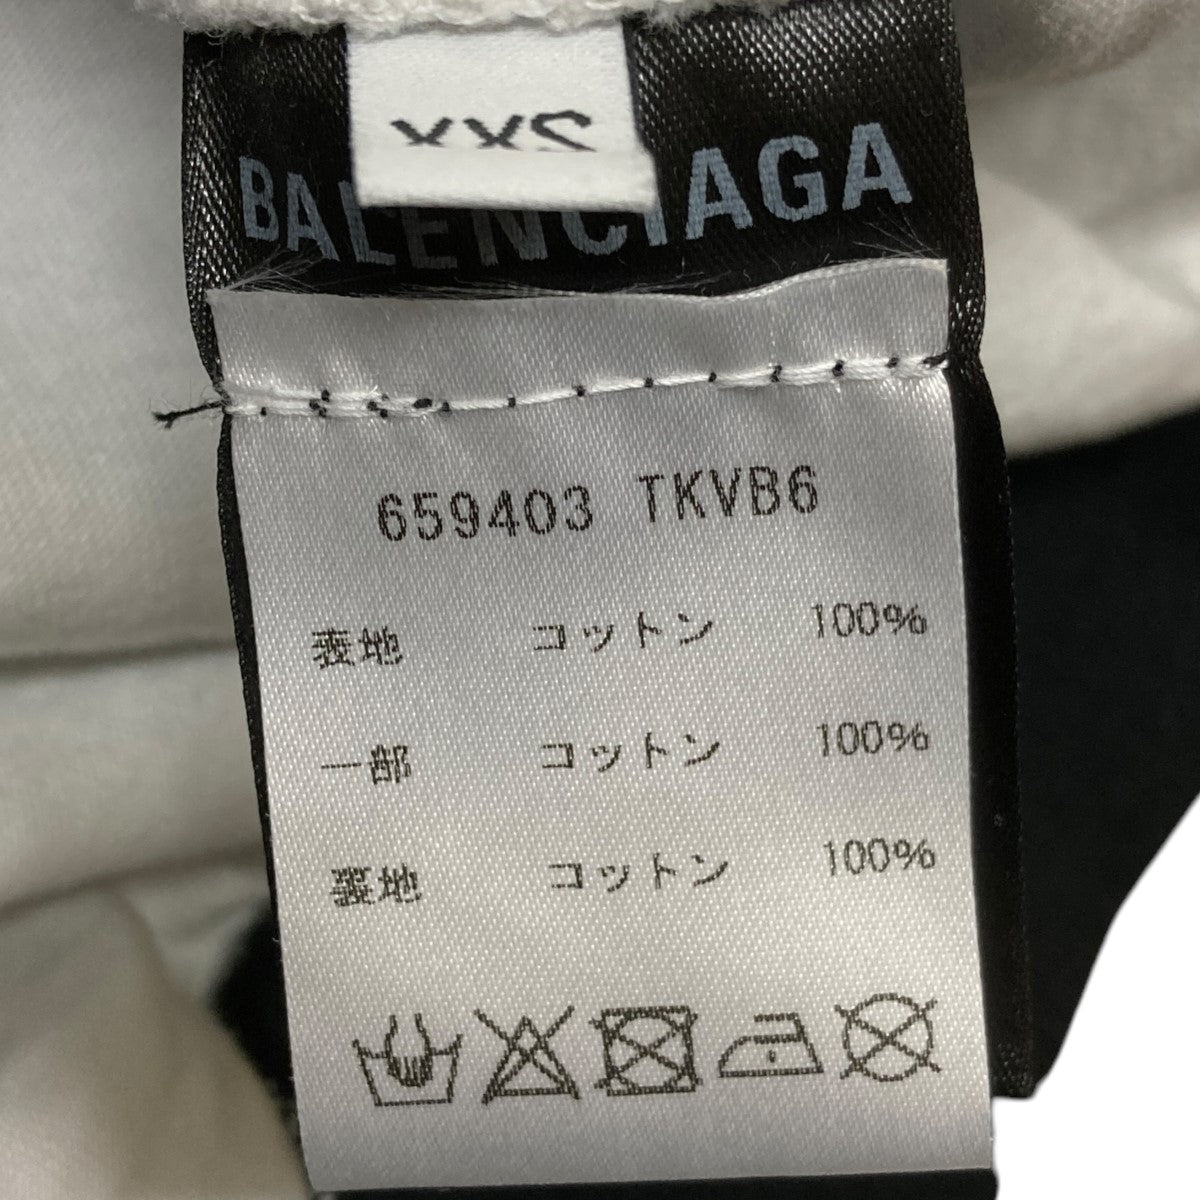 XXS
BALENCIAGA
659403 TKVB6
表地 コットン 100%
一部 コットン 100%
裏地 コットン 100%